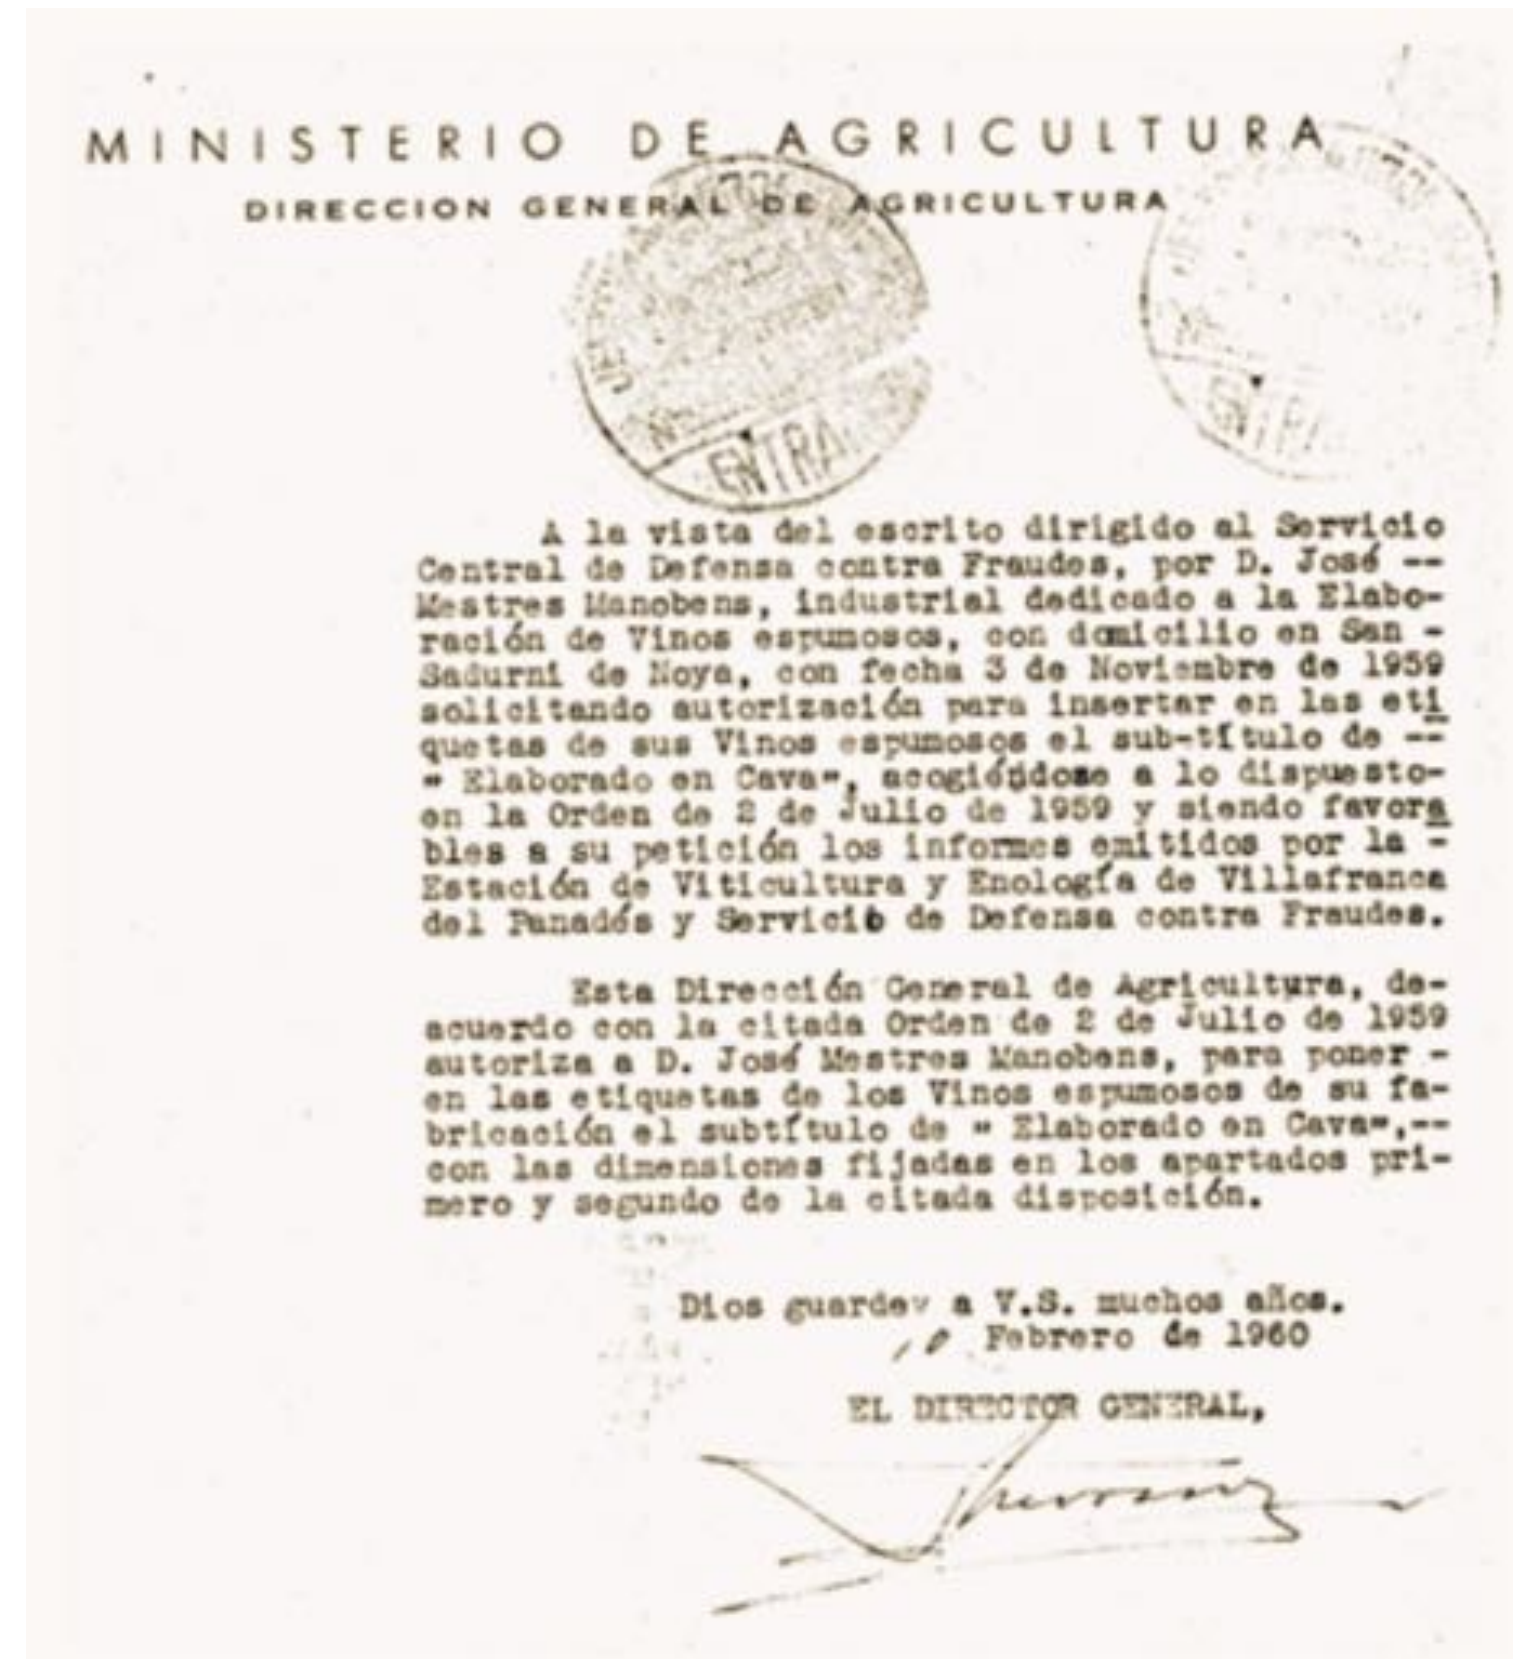 MINISTERIO DE AGRICULTURA
DIRECCION GENERAL DE AGRICULTURA
Nº
ENTRA
Nº
ENTRA
A la vista del escrito dirigido al Servicio
Central de Defensa contra Fraudes, por D. José --
Mestres Manobens, industrial dedicado a la Elabo-
ración de Vinos espumosos, con domicilio en San -
Sadurni de Noya, con fecha 3 de Noviembre de 1959
solicitando autorización para insertar en las eti
quetas de sus Vinos espumosos el sub-título de --
" Elaborado en Cava", acogiéndose a lo dispuesto-
en la Orden de 2 de Julio de 1959 y siendo favora
bles a su petición los informes emitidos por la -
Estación de Viticultura y Enología de Villafranca
del Panadés y Servicio de Defensa contra Fraudes.
Esta Dirección General de Agricultura, de-
acuerdo con la citada Orden de 2 de Julio de 1959
autoriza a D. José Mestres Manobens, para poner -
en las etiquetas de los Vinos espumosos de su fa-
bricación el subtítulo de " Elaborado en Cava",--
con las dimensiones fijadas en los apartados pri-
mero y segundo de la citada disposición.
Dios guarde a V.S. muchos años.
10 Febrero de 1960
EL DIRECTOR GENERAL,